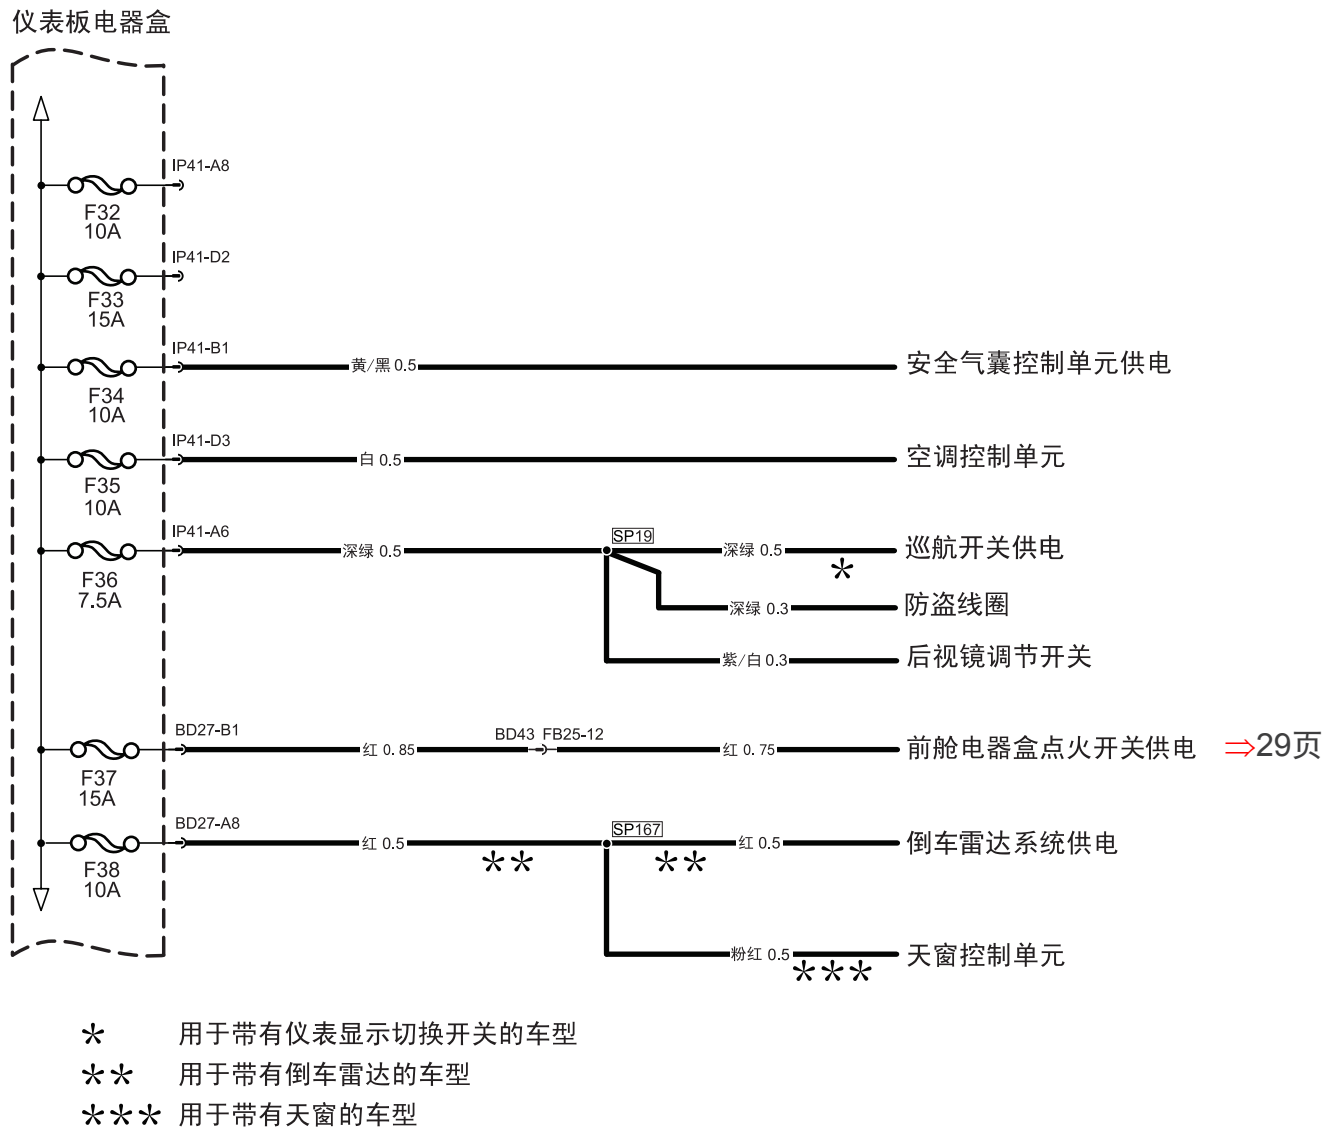 仪表板电器盒
IP41-A8
F32
10A
IP41-D2
F33
15A
IP41-B1
黄/黑 0.5
安全气囊控制单元供电
F34
10A
IP41-D3
白 0.5
空调控制单元
F35
10A
IP41-A6
SP19
深绿 0.5
深绿 0.5
巡航开关供电
*
F36
7.5A
深绿 0.3
防盗线圈
紫/白 0.3
后视镜调节开关
BD27-B1
BD43 FB25-12
红 0. 85
红 0. 75
前舱电器盒点火开关供电 ⇒29页
F37
15A
BD27-A8
SP167
红 0.5
红 0.5
倒车雷达系统供电
** **
F38
10A
粉红 0.5
天窗控制单元
***
* 用于带有仪表显示切换开关的车型
** 用于带有倒车雷达的车型
*** 用于带有天窗的车型